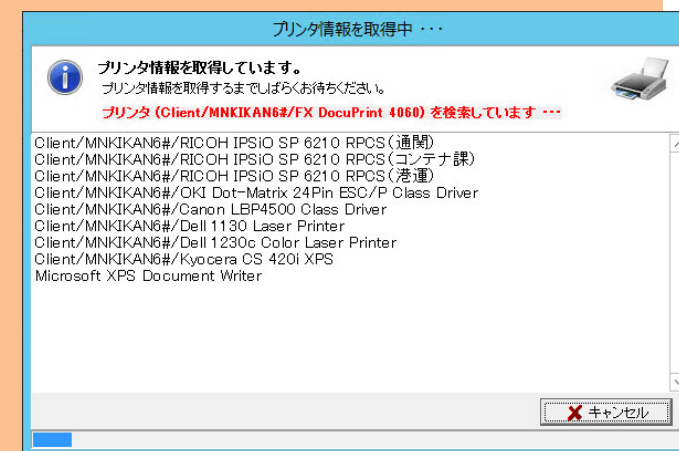 プリンタ情報を取得中 ・・・
プリンタ情報を取得しています。
プリンタ情報を取得するまでしばらくお待ちください。
プリンタ (Client/MNKIKAN6#/FX DocuPrint 4060) を検索しています ・・・
Client/MNKIKAN6#/RICOH IPSiO SP 6210 RPCS(通関)
Client/MNKIKAN6#/RICOH IPSiO SP 6210 RPCS(コンテナ課)
Client/MNKIKAN6#/RICOH IPSiO SP 6210 RPCS(港運)
Client/MNKIKAN6#/OKI Dot-Matrix 24Pin ESC/P Class Driver
Client/MNKIKAN6#/Canon LBP4500 Class Driver
Client/MNKIKAN6#/Dell 1130 Laser Printer
Client/MNKIKAN6#/Dell 1230c Color Laser Printer
Client/MNKIKAN6#/Kyocera CS 420i XPS
Microsoft XPS Document Writer
キャンセル